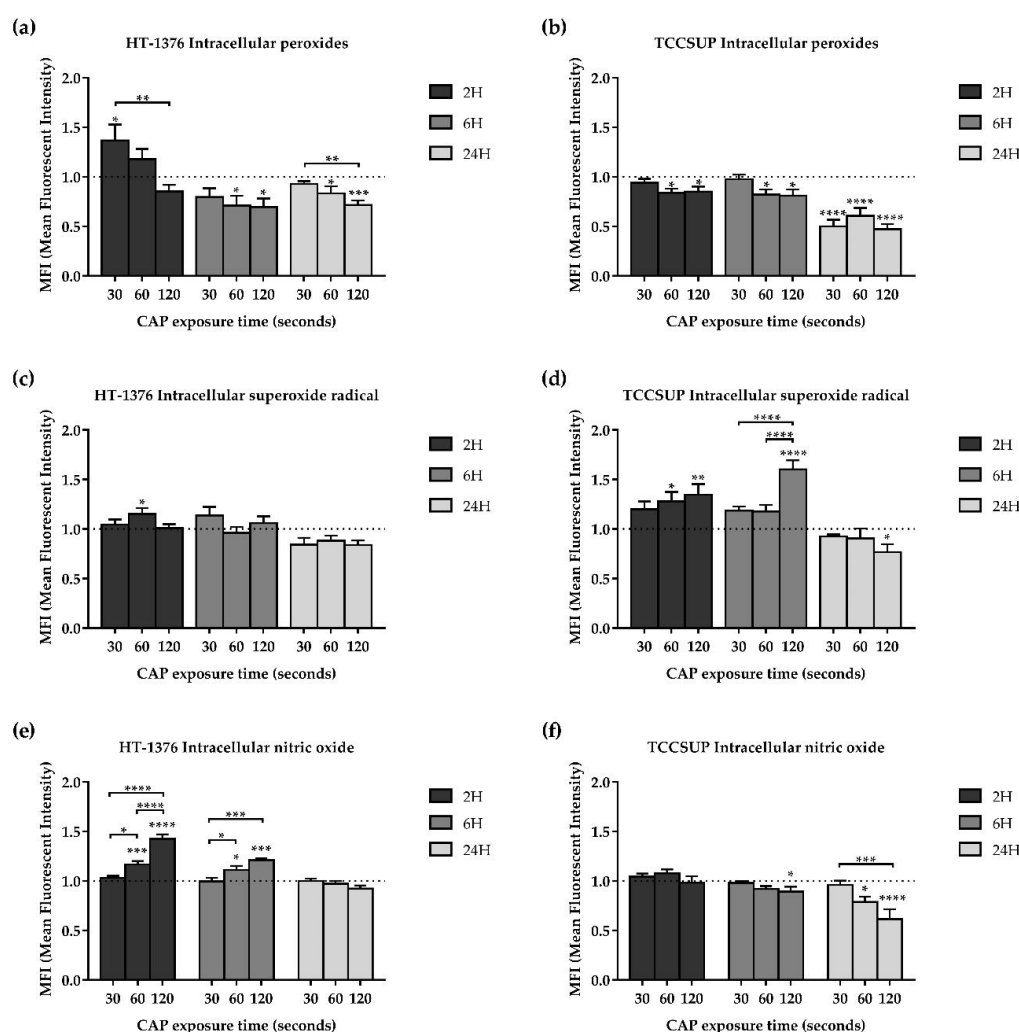 (a)
HT-1376 Intracellular peroxides
MFI (Mean Fluorescent Intensity)
2.0
1.5
1.0
0.5
0.0
**
*
* *
**
* ***
30 60 120 30 60 120 30 60 120
CAP exposure time (seconds)
2H
6H
24H
(b)
TCCSUP Intracellular peroxides
MFI (Mean Fluorescent Intensity)
2.0
1.5
1.0
0.5
0.0
* *
* *
**** **** ****
30 60 120 30 60 120 30 60 120
CAP exposure time (seconds)
2H
6H
24H
(c)
HT-1376 Intracellular superoxide radical
MFI (Mean Fluorescent Intensity)
2.0
1.5
1.0
0.5
0.0
*
30 60 120 30 60 120 30 60 120
CAP exposure time (seconds)
2H
6H
24H
(d)
TCCSUP Intracellular superoxide radical
MFI (Mean Fluorescent Intensity)
2.0
1.5
1.0
0.5
0.0
* **
****
****
****
*
30 60 120 30 60 120 30 60 120
CAP exposure time (seconds)
2H
6H
24H
(e)
HT-1376 Intracellular nitric oxide
MFI (Mean Fluorescent Intensity)
2.0
1.5
1.0
0.5
0.0
****
****
*
*** ****
***
*
* ***
30 60 120 30 60 120 30 60 120
CAP exposure time (seconds)
2H
6H
24H
(f)
TCCSUP Intracellular nitric oxide
MFI (Mean Fluorescent Intensity)
2.0
1.5
1.0
0.5
0.0
*
***
* ****
30 60 120 30 60 120 30 60 120
CAP exposure time (seconds)
2H
6H
24H